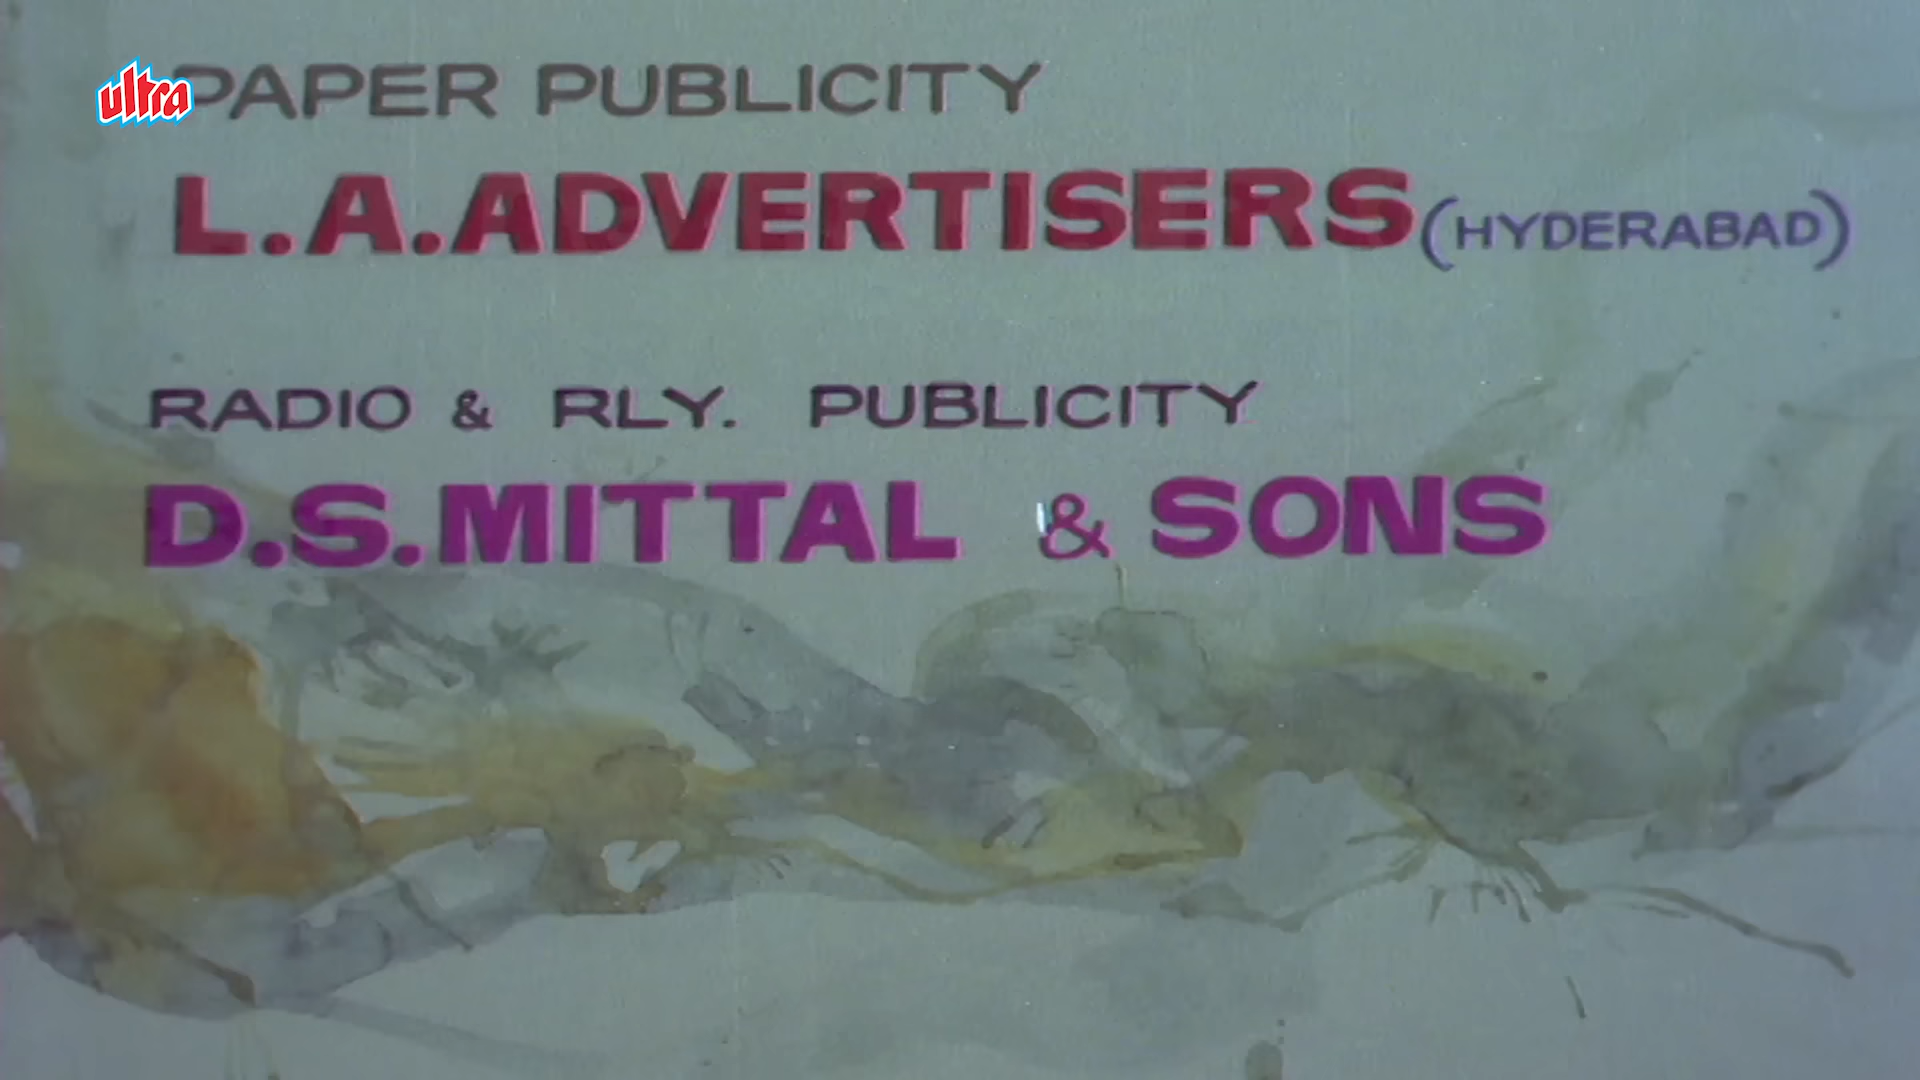 ultra
PAPER PUBLICITY
L.A.ADVERTISERS (HYDERABAD)
RADIO & RLY. PUBLICITY
D.S.MITTAL & SONS